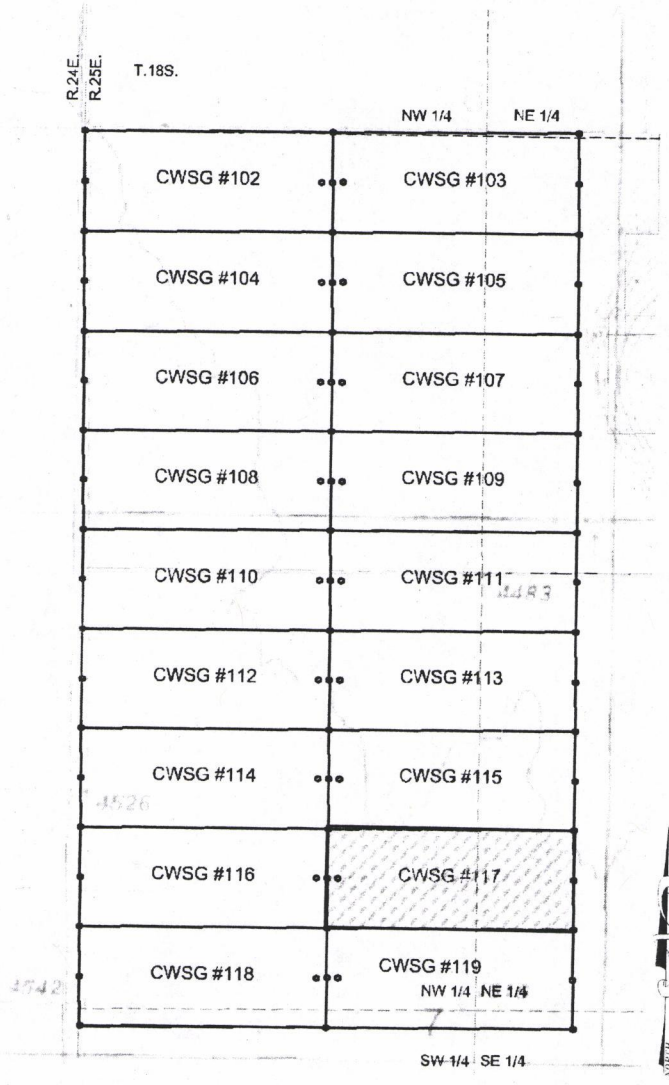 R.24E.
R.25E.
T.18S.
NW 1/4 NE 1/4
CWSG #102 CWSG #103
CWSG #104 CWSG #105
CWSG #106 CWSG #107
CWSG #108 CWSG #109
CWSG #110 CWSG #111
4483
CWSG #112 CWSG #113
CWSG #114 CWSG #115
4526
CWSG #116 CWSG #117
CWSG #118 CWSG #119
4542 NW 1/4 NE 1/4
7
SW 1/4 SE 1/4